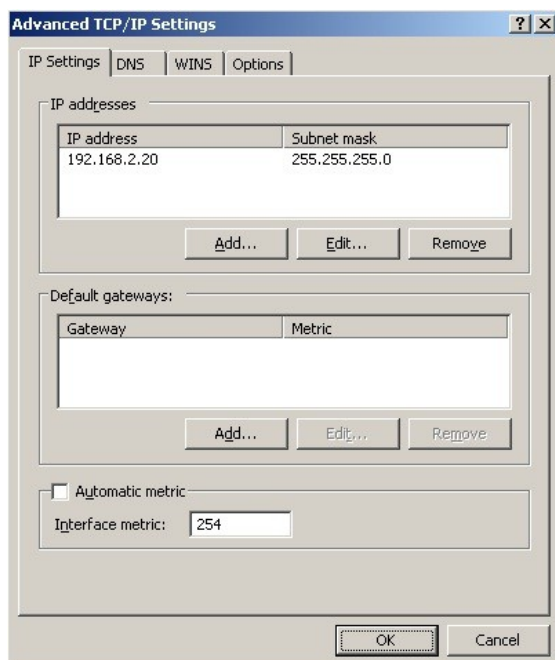 Advanced TCP/IP Settings
IP Settings DNS WINS Options
IP addresses
IP address Subnet mask
192.168.2.20 255.255.255.0
Add... Edit... Remove
Default gateways:
Gateway Metric
Add... Edit... Remove
Automatic metric
Interface metric: 254
OK Cancel